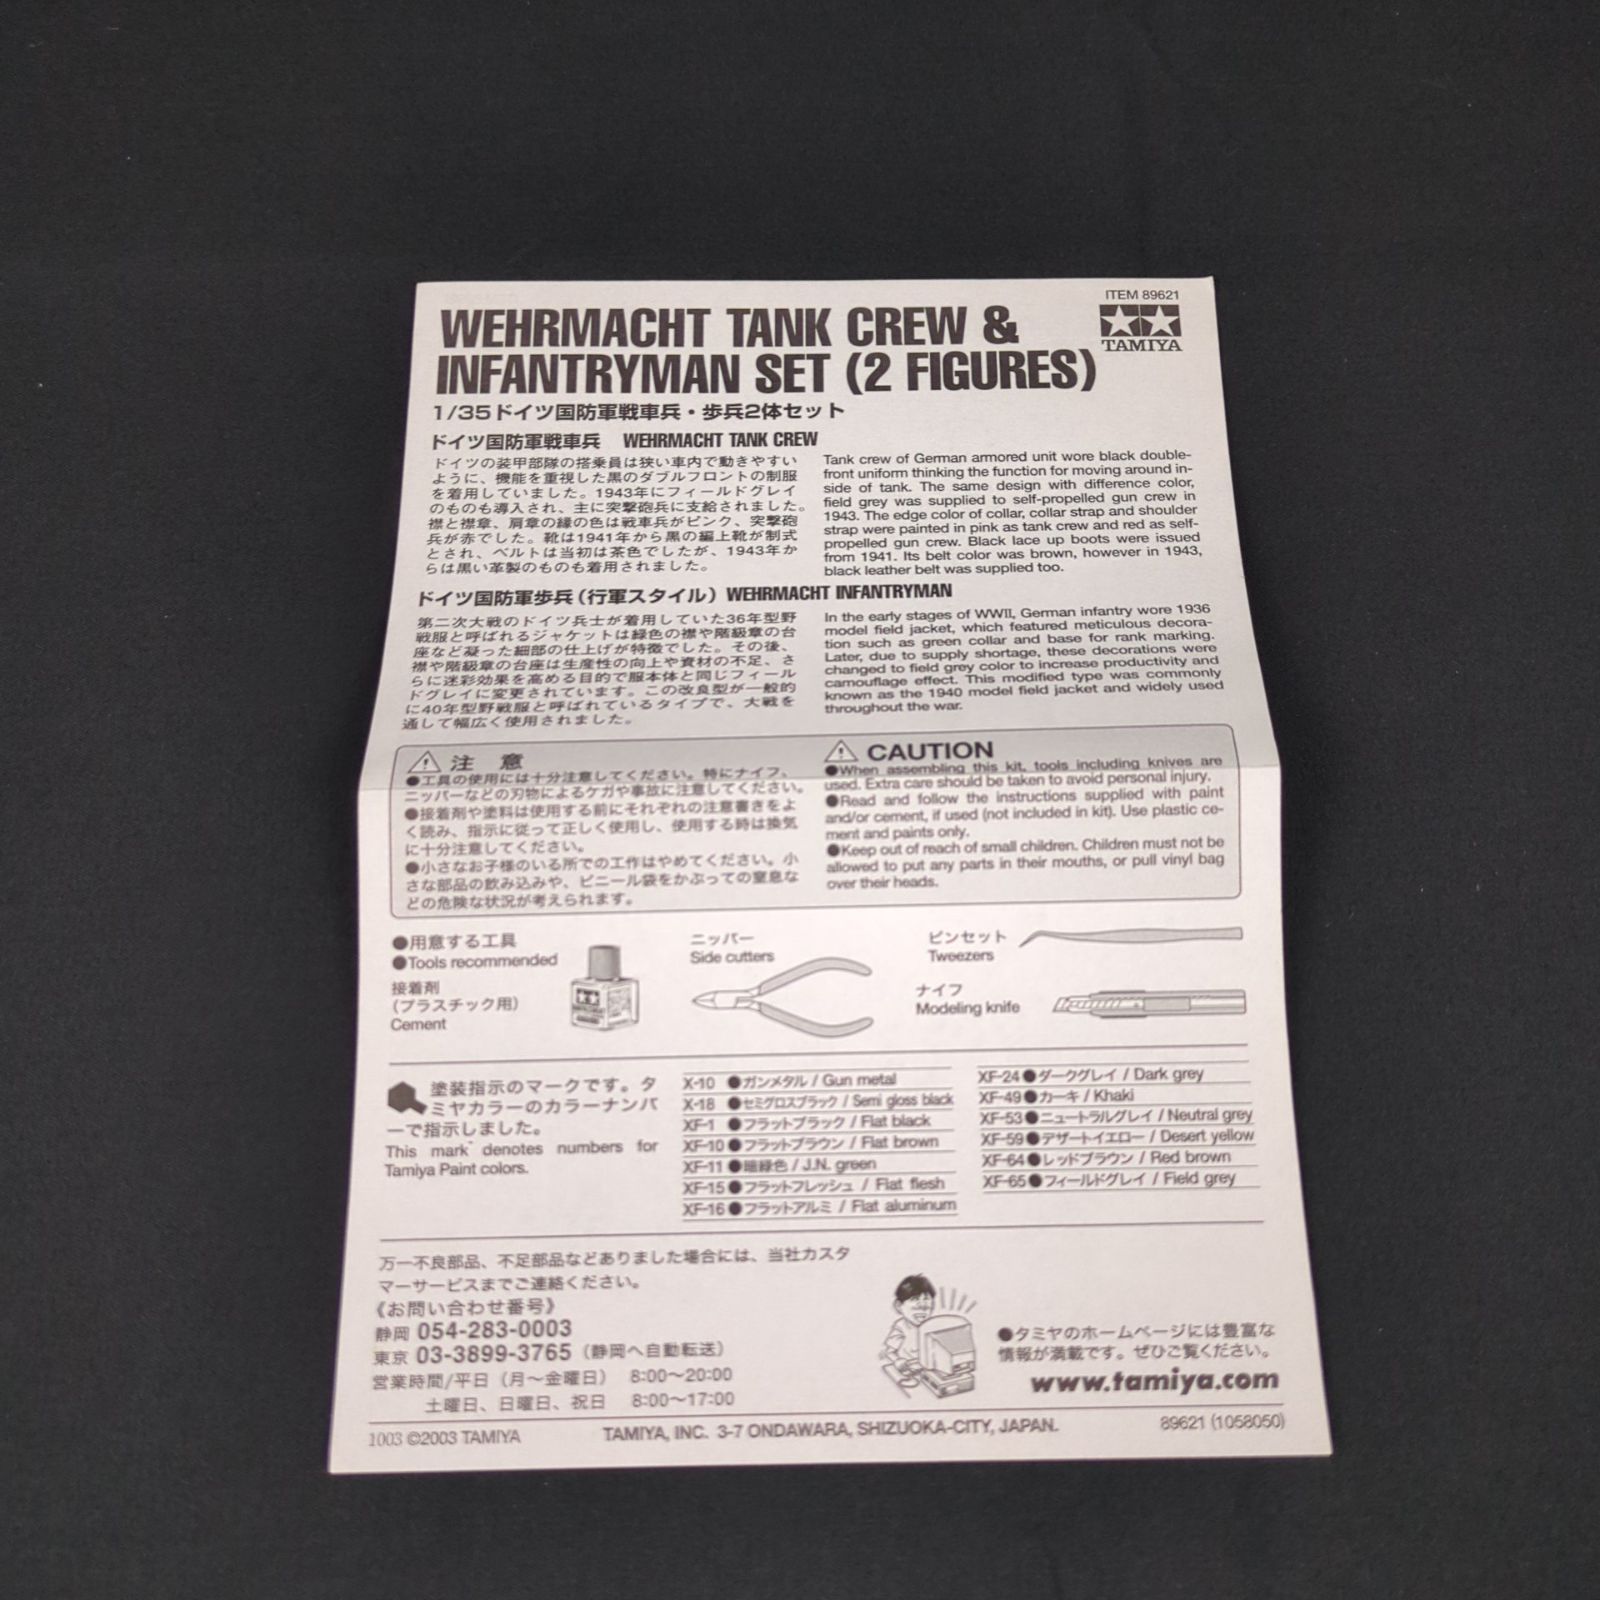 ITEM 89621
TAMIYA
WEHRMACHT TANK CREW &
INFANTRYMAN SET (2 FIGURES)
1/35ドイツ国防軍戦車兵・歩兵2体セット
ドイツ国防軍戦車兵 WEHRMACHT TANK CREW
ドイツの装甲部隊の搭乗員は狭い車内で動きやすい
ように、機能を重視した黒のダブルフロントの制服
を着用していました。1943年にフィールドグレイ
のものも導入され、主に突撃砲兵に支給されました。
襟と襟章、肩章の縁の色は戦車兵がピンク、突撃砲
兵が赤でした。靴は1941年から黒の編上靴が制式
とされ、ベルトは当初は茶色でしたが、1943年か
らは黒い革製のものも着用されました。
Tank crew of German armored unit wore black double-
front uniform thinking the function for moving around in-
side of tank. The same design with difference color,
field grey was supplied to self-propelled gun crew in
1943. The edge color of collar, collar strap and shoulder
strap were painted in pink as tank crew and red as self-
propelled gun crew. Black lace up boots were issued
from 1941. Its belt color was brown, however in 1943,
black leather belt was supplied too.
ドイツ国防軍歩兵(行軍スタイル) WEHRMACHT INFANTRYMAN
第二次大戦のドイツ兵士が着用していた36年型野
戦服と呼ばれるジャケットは緑色の襟や階級章の台
座など凝った細部の仕上げが特徴でした。その後、
襟や階級章の台座は生産性の向上や資材の不足、さ
らに迷彩効果を高める目的で服本体と同じフィール
ドグレイに変更されています。この改良型が一般的
に40年型野戦服と呼ばれているタイプで、大戦を
通して幅広く使用されました。
In the early stages of WWII, German infantry wore 1936
model field jacket, which featured meticulous decora-
tion such as green collar and base for rank marking.
Later, due to supply shortage, these decorations were
changed to field grey color to increase productivity and
camouflage effect. This modified type was commonly
known as the 1940 model field jacket and widely used
throughout the war.
注 意
●工具の使用には十分注意してください。特にナイフ、
ニッパーなどの刃物によるケガや事故に注意してください。
●接着剤や塗料は使用する前にそれぞれの注意書きをよ
く読み、指示に従って正しく使用し、使用する時は換気
に十分注意してください。
●小さなお子様のいる所での工作はやめてください。小
さな部品の飲み込みや、ビニール袋をかぶっての窒息な
どの危険な状況が考えられます。
CAUTION
●When assembling this kit, tools including knives are
used. Extra care should be taken to avoid personal injury.
●Read and follow the instructions supplied with paint
and/or cement, if used (not included in kit). Use plastic ce-
ment and paints only.
●Keep out of reach of small children. Children must not be
allowed to put any parts in their mouths, or pull vinyl bag
over their heads.
●用意する工具
●Tools recommended
接着剤
(プラスチック用)
Cement
ニッパー
Side cutters
ピンセット
Tweezers
ナイフ
Modeling knife
塗装指示のマークです。タ
ミヤカラーのカラーナンバ
ーで指示しました。
This mark denotes numbers for
Tamiya Paint colors.
X-10 ●ガンメタル / Gun metal
X-18 ●セミグロスブラック / Semi gloss black
XF-1 ●フラットブラック / Flat black
XF-10●フラットブラウン / Flat brown
XF-11●暗緑色 / J.N. green
XF-15●フラットフレッシュ / Flat flesh
XF-16●フラットアルミ / Flat aluminum
XF-24●ダークグレイ / Dark grey
XF-49●カーキ / Khaki
XF-53●ニュートラルグレイ / Neutral grey
XF-59●デザートイエロー / Desert yellow
XF-64●レッドブラウン / Red brown
XF-65●フィールドグレイ / Field grey
万一不良部品、不足部品などありました場合には、当社カスタ
マーサービスまでご連絡ください。
《お問い合わせ番号》
静岡 054-283-0003
東京 03-3899-3765 (静岡へ自動転送)
営業時間/平日(月〜金曜日) 8:00〜20:00
土曜日、日曜日、祝日 8:00〜17:00
●タミヤのホームページには豊富な
情報が満載です。ぜひご覧ください。
www.tamiya.com
1003 ©2003 TAMIYA
TAMIYA, INC. 3-7 ONDAWARA, SHIZUOKA-CITY, JAPAN.
89621 (1058050)